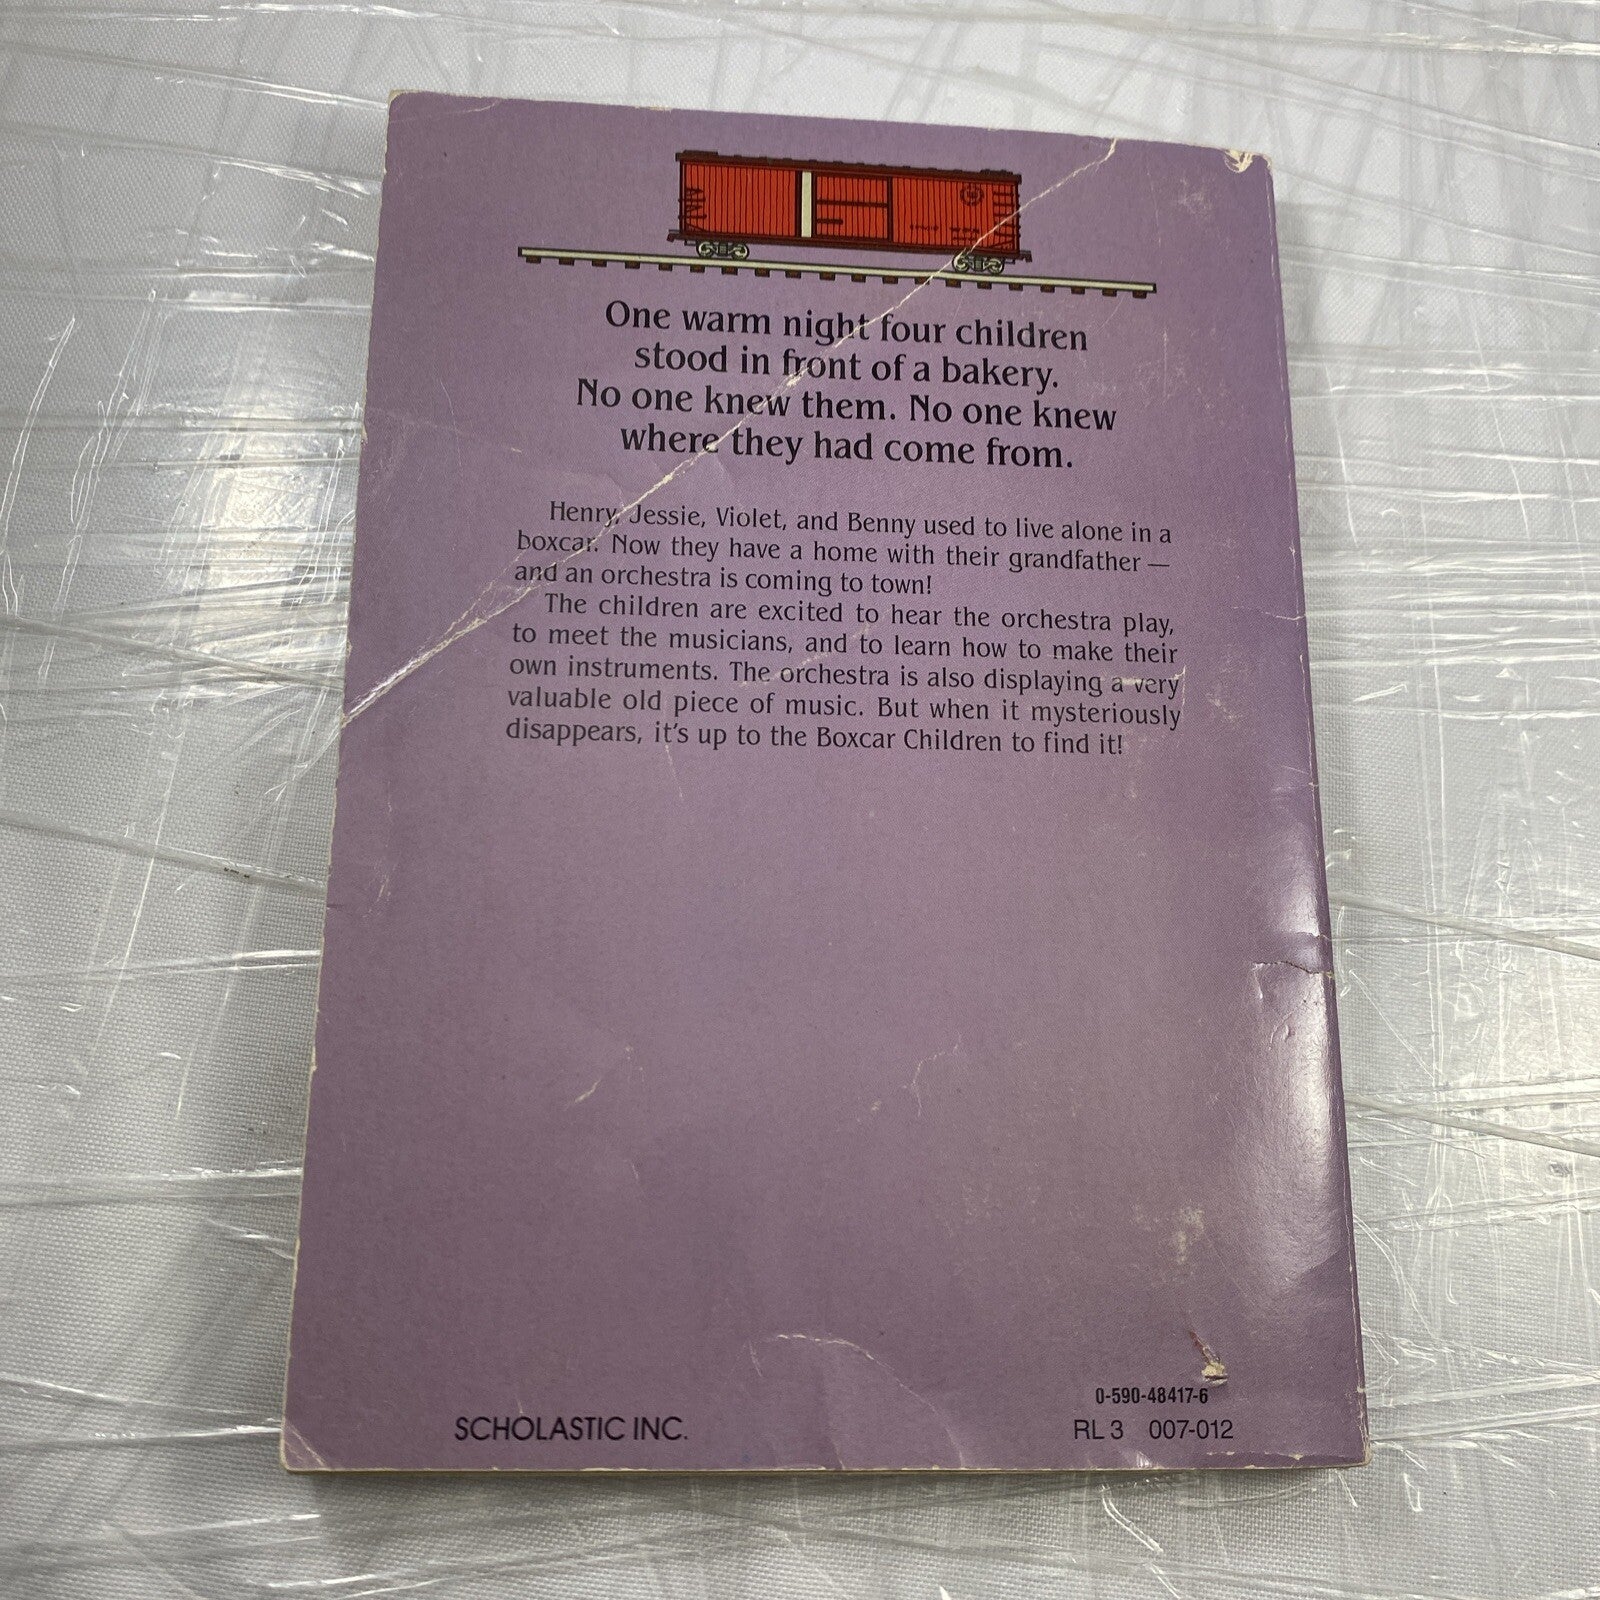 One warm night four children
stood in front of a bakery.
No one knew them. No one knew
where they had come from.
Henry, Jessie, Violet, and Benny used to live alone in a
boxcar. Now they have a home with their grandfather —
and an orchestra is coming to town!
The children are excited to hear the orchestra play,
to meet the musicians, and to learn how to make their
own instruments. The orchestra is also displaying a very
valuable old piece of music. But when it mysteriously
disappears, it's up to the Boxcar Children to find it!
0-590-48417-6
SCHOLASTIC INC.
RL 3 007-012